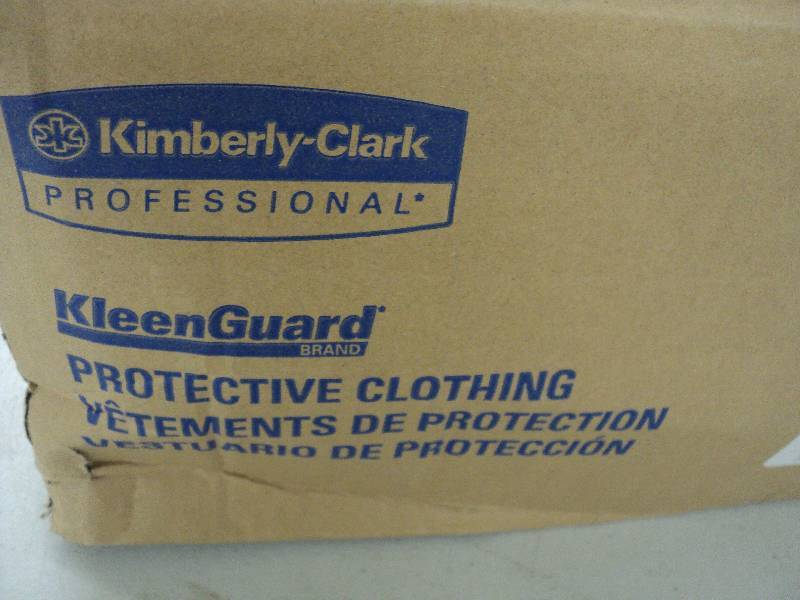 Kimberly-Clark
PROFESSIONAL*
KleenGuard*
BRAND
PROTECTIVE CLOTHING
VÊTEMENTS DE PROTECTION
VESTUARIO DE PROTECCIÓN